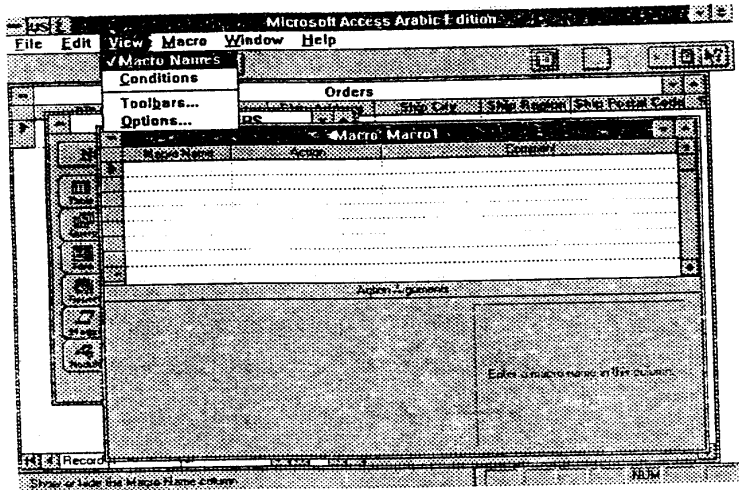 US
Microsoft Access Arabic Edition
File Edit View Macro Window Help
✓Macro Names
Conditions
Toolbars...
Options...
Orders
Ship City Ship Region Ship Postal Code
Macro: Macro1
Macro Name Action Comment
Action Arguments
Enter a macro name in this column.
Record
Show or hide the Macro Name column
NUM